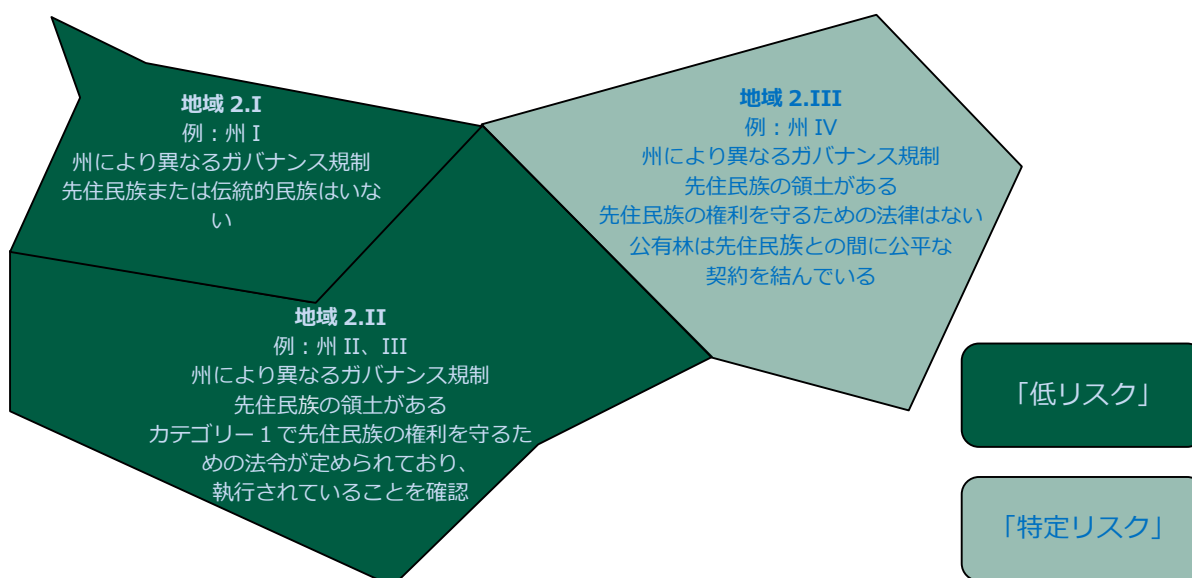 地域 2.I
例：州 I
州により異なるガバナンス規制
先住民族または伝統的民族はいな
い
地域 2.II
例：州 II、III
州により異なるガバナンス規制
先住民族の領土がある
カテゴリー１で先住民族の権利を守るた
めの法令が定められており、
執行されていることを確認
地域 2.III
例：州 IV
州により異なるガバナンス規制
先住民族の領土がある
先住民族の権利を守るための法律はない
公有林は先住民族との間に公平な
契約を結んでいる
「低リスク」
「特定リスク」